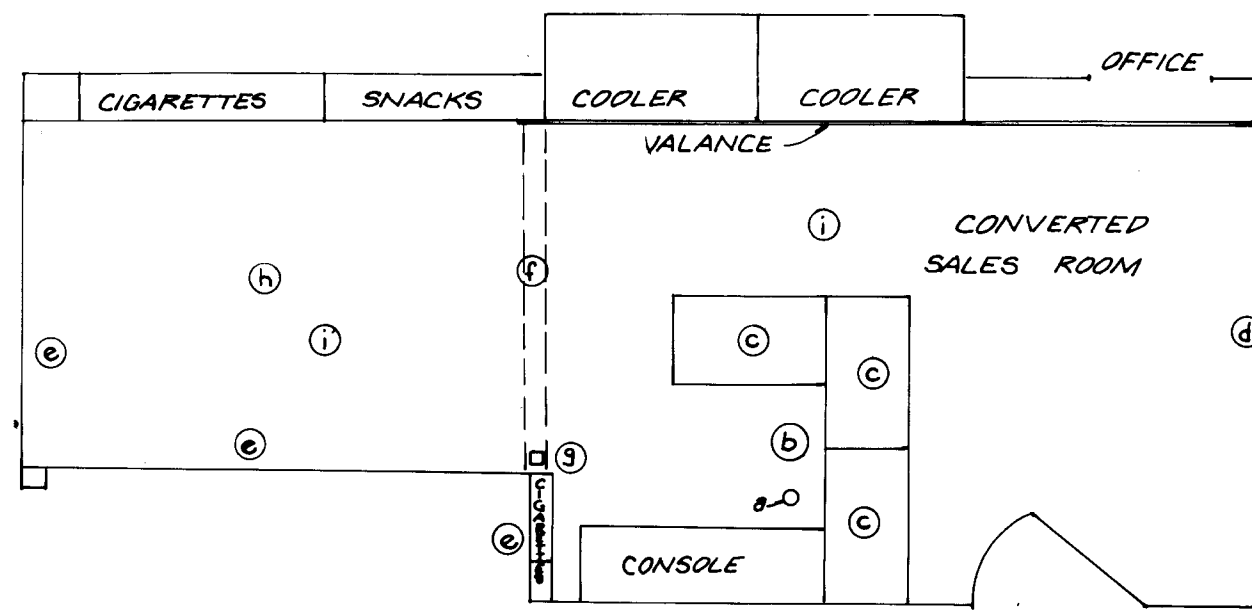 OFFICE
CIGARETTES SNACKS COOLER COOLER
VALANCE
i CONVERTED
SALES ROOM
h f
e i c c d
e g b
a
CIGARETTES
e c
CONSOLE